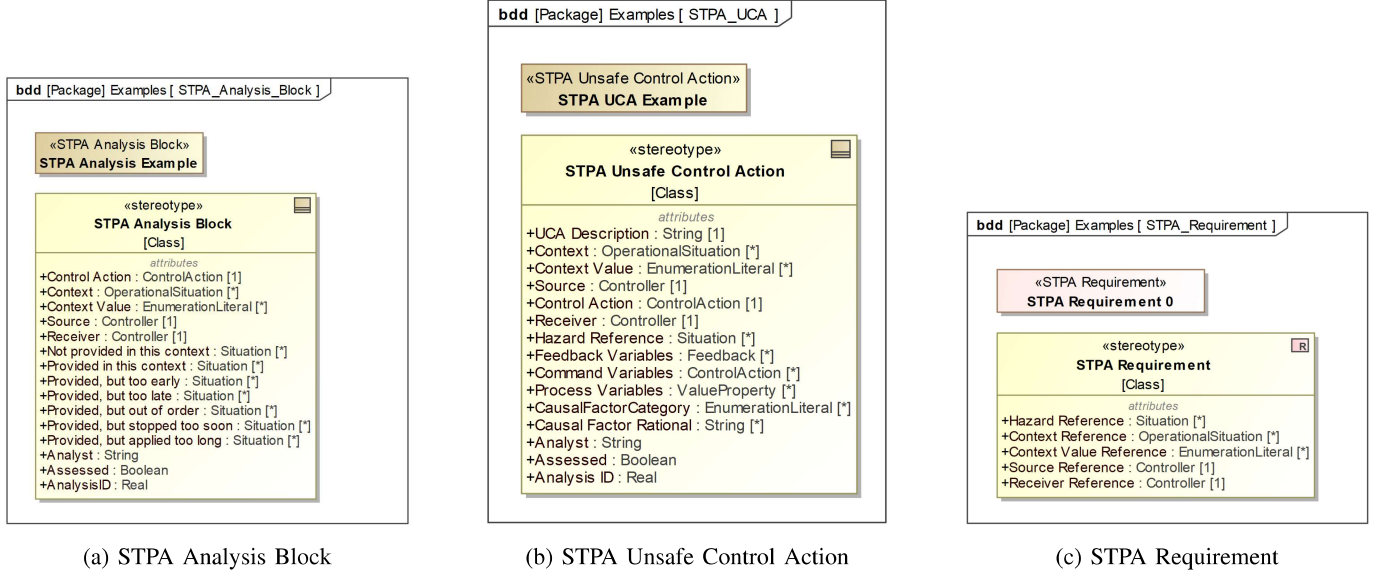 bdd [Package] Examples [ STPA_Analysis_Block ]
«STPA Analysis Block»
STPA Analysis Example
«stereotype»
STPA Analysis Block
[Class]
attributes
+Control Action : ControlAction [1]
+Context : OperationalSituation [*]
+Context Value : EnumerationLiteral [*]
+Source : Controller [1]
+Receiver : Controller [1]
+Not provided in this context : Situation [*]
+Provided in this context : Situation [*]
+Provided, but too early : Situation [*]
+Provided, but too late : Situation [*]
+Provided, but out of order : Situation [*]
+Provided, but stopped too soon : Situation [*]
+Provided, but applied too long : Situation [*]
+Analyst : String
+Assessed : Boolean
+AnalysisID : Real
(a) STPA Analysis Block
bdd [Package] Examples [ STPA_UCA ]
«STPA Unsafe Control Action»
STPA UCA Example
«stereotype»
STPA Unsafe Control Action
[Class]
attributes
+UCA Description : String [1]
+Context : OperationalSituation [*]
+Context Value : EnumerationLiteral [*]
+Source : Controller [1]
+Control Action : ControlAction [1]
+Receiver : Controller [1]
+Hazard Reference : Situation [*]
+Feedback Variables : Feedback [*]
+Command Variables : ControlAction [*]
+Process Variables : ValueProperty [*]
+CausalFactorCategory : EnumerationLiteral [*]
+Causal Factor Rational : String [*]
+Analyst : String
+Assessed : Boolean
+Analysis ID : Real
(b) STPA Unsafe Control Action
bdd [Package] Examples [ STPA_Requirement ]
«STPA Requirement»
STPA Requirement 0
«stereotype»
R
STPA Requirement
[Class]
attributes
+Hazard Reference : Situation [*]
+Context Reference : OperationalSituation [*]
+Context Value Reference : EnumerationLiteral [*]
+Source Reference : Controller [1]
+Receiver Reference : Controller [1]
(c) STPA Requirement